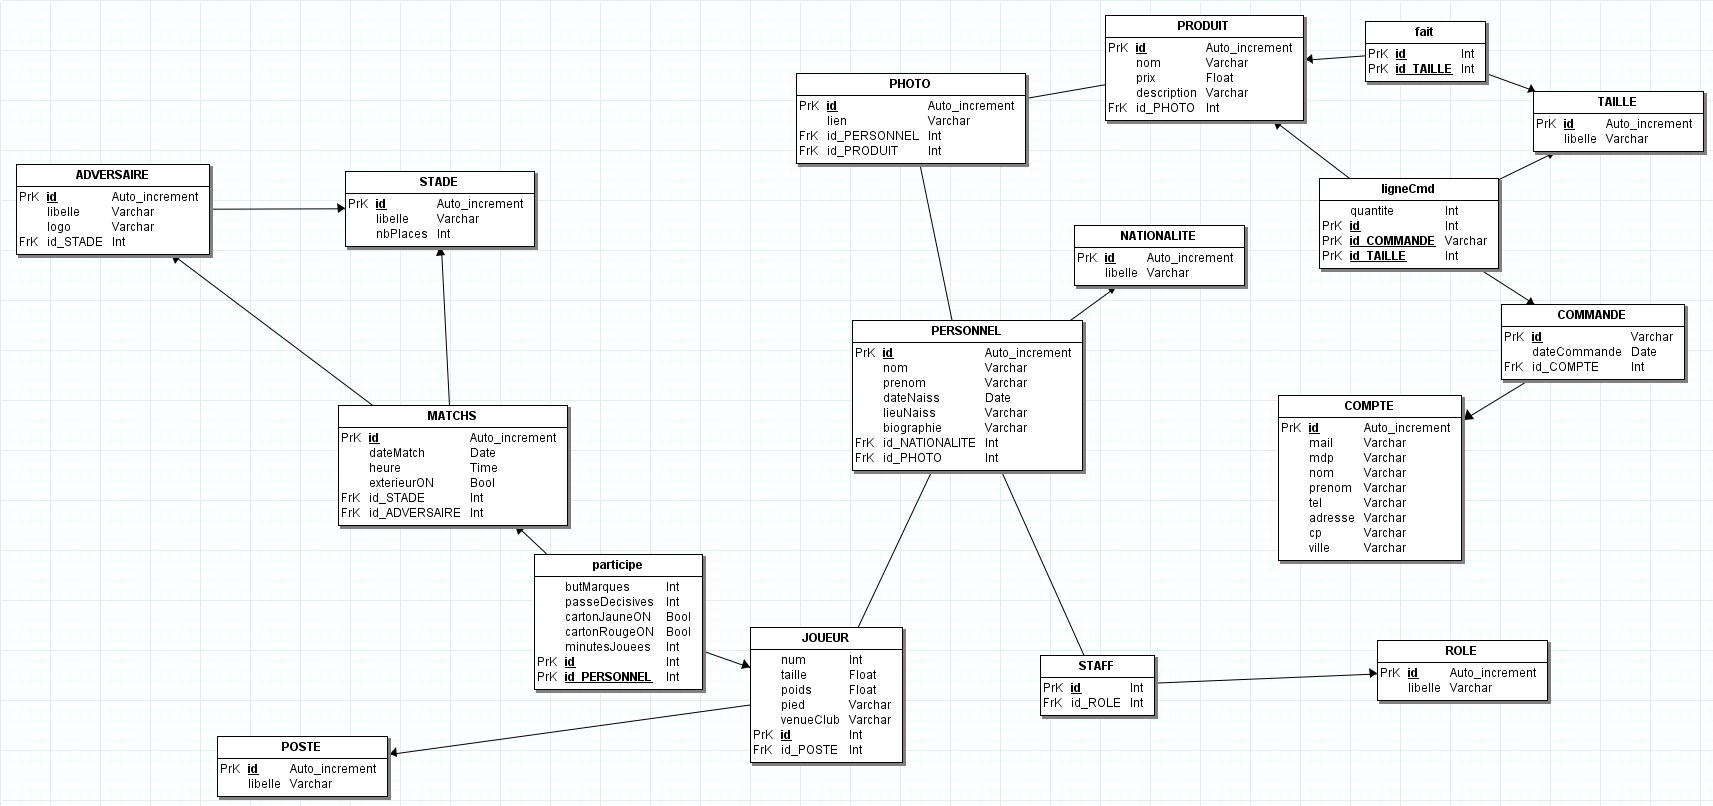 PRODUIT
PrK id Auto_increment
nom Varchar
prix Float
description Varchar
FrK id_PHOTO Int
fait
PrK id Int
PrK id_TAILLE Int
PHOTO
PrK id Auto_increment
lien Varchar
FrK id_PERSONNEL Int
FrK id_PRODUIT Int
TAILLE
PrK id Auto_increment
libelle Varchar
ADVERSAIRE
PrK id Auto_increment
libelle Varchar
logo Varchar
FrK id_STADE Int
STADE
PrK id Auto_increment
libelle Varchar
nbPlaces Int
ligneCmd
quantite Int
PrK id Int
PrK id_COMMANDE Varchar
PrK id_TAILLE Int
NATIONALITE
PrK id Auto_increment
libelle Varchar
COMMANDE
PrK id Varchar
dateCommande Date
FrK id_COMPTE Int
PERSONNEL
PrK id Auto_increment
nom Varchar
prenom Varchar
dateNaiss Date
lieuNaiss Varchar
biographie Varchar
FrK id_NATIONALITE Int
FrK id_PHOTO Int
COMPTE
PrK id Auto_increment
mail Varchar
mdp Varchar
nom Varchar
prenom Varchar
tel Varchar
adresse Varchar
cp Varchar
ville Varchar
MATCHS
PrK id Auto_increment
dateMatch Date
heure Time
exterieurON Bool
FrK id_STADE Int
FrK id_ADVERSAIRE Int
participe
butMarques Int
passeDecisives Int
cartonJauneON Bool
cartonRougeON Bool
minutesJouees Int
PrK id Int
PrK id_PERSONNEL Int
JOUEUR
num Int
taille Float
poids Float
pied Varchar
venueClub Varchar
PrK id Int
FrK id_POSTE Int
STAFF
PrK id Int
FrK id_ROLE Int
ROLE
PrK id Auto_increment
libelle Varchar
POSTE
PrK id Auto_increment
libelle Varchar